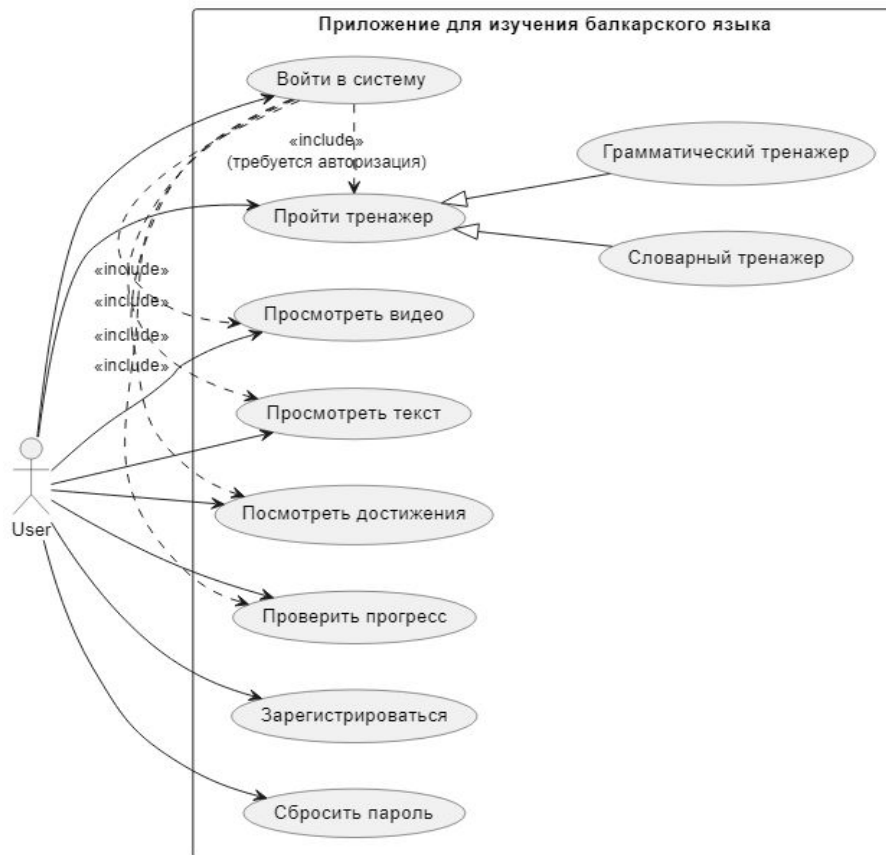 Приложение для изучения балкарского языка
Войти в систему
«include»
(требуется авторизация)
Грамматический тренажер
Пройти тренажер
Словарный тренажер
«include»
«include»
Просмотреть видео
«include»
«include»
Просмотреть текст
Посмотреть достижения
User
Проверить прогресс
Зарегистрироваться
Сбросить пароль